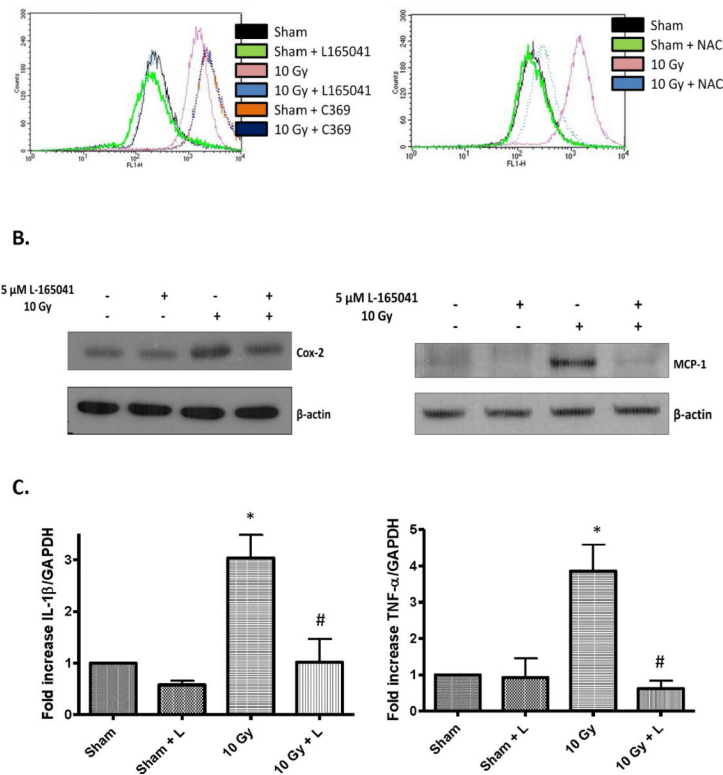 300
240
180
120
60
0
Counts
10^0 10^1 10^2 10^3 10^4
FL1-H
Sham
Sham + L165041
10 Gy
10 Gy + L165041
Sham + C369
10 Gy + C369
300
240
180
120
60
0
Counts
10^0 10^1 10^2 10^3 10^4
FL1-H
Sham
Sham + NAC
10 Gy
10 Gy + NAC
B.
5 µM L-165041 - + - +
10 Gy - - + +
Cox-2
β-actin
5 µM L-165041 - + - +
10 Gy - - + +
MCP-1
β-actin
C.
Fold increase IL-1β/GAPDH
3
2
1
0
*
#
Sham
Sham + L
10 Gy
10 Gy + L
Fold increase TNF-α/GAPDH
5
4
3
2
1
0
*
#
Sham
Sham + L
10 Gy
10 Gy + L